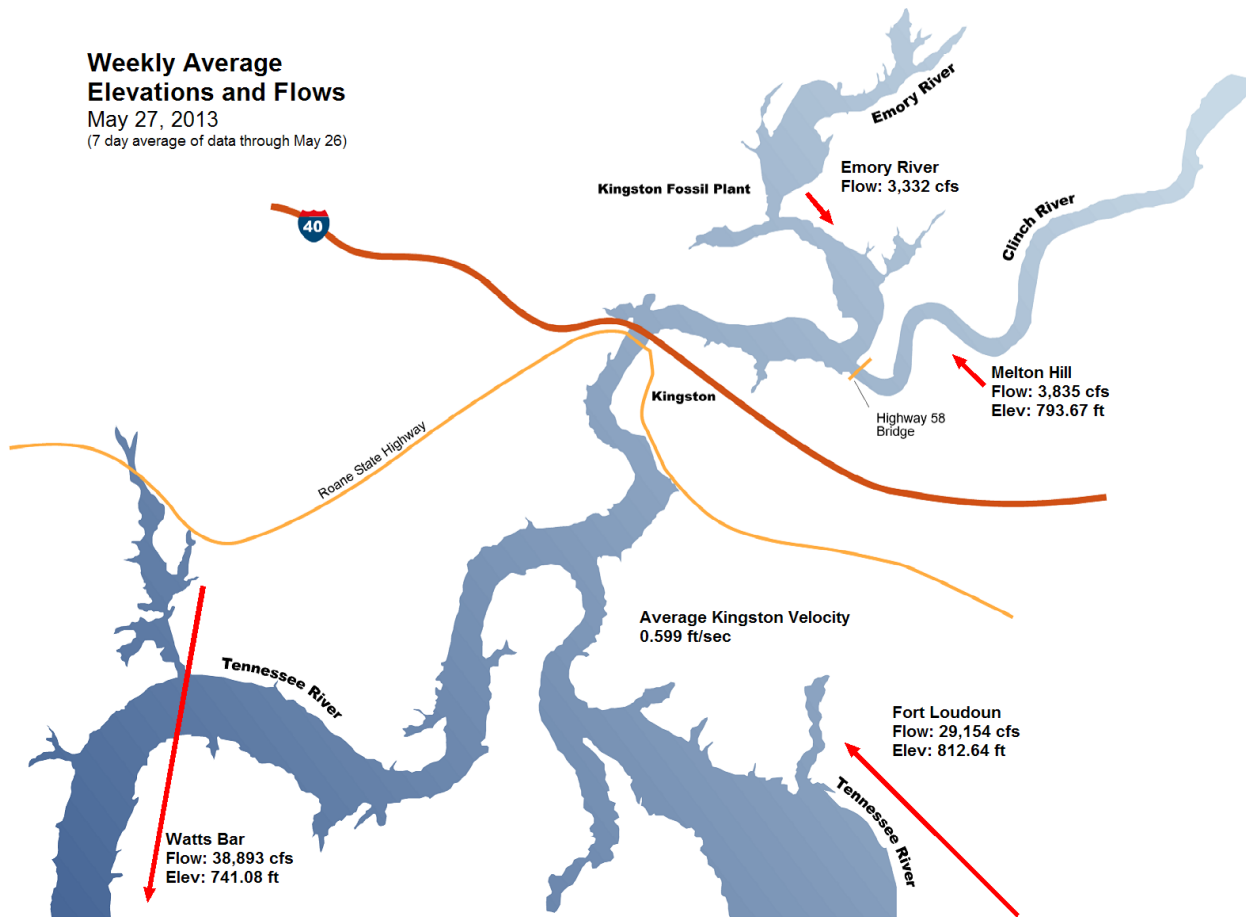 Weekly Average
Elevations and Flows
May 27, 2013
(7 day average of data through May 26)
Emory River
Emory River
Flow: 3,332 cfs
Kingston Fossil Plant
40
Clinch River
Melton Hill
Flow: 3,835 cfs
Elev: 793.67 ft
Kingston
Highway 58
Bridge
Roane State Highway
Average Kingston Velocity
0.599 ft/sec
Tennessee River
Fort Loudoun
Flow: 29,154 cfs
Elev: 812.64 ft
Tennessee River
Watts Bar
Flow: 38,893 cfs
Elev: 741.08 ft